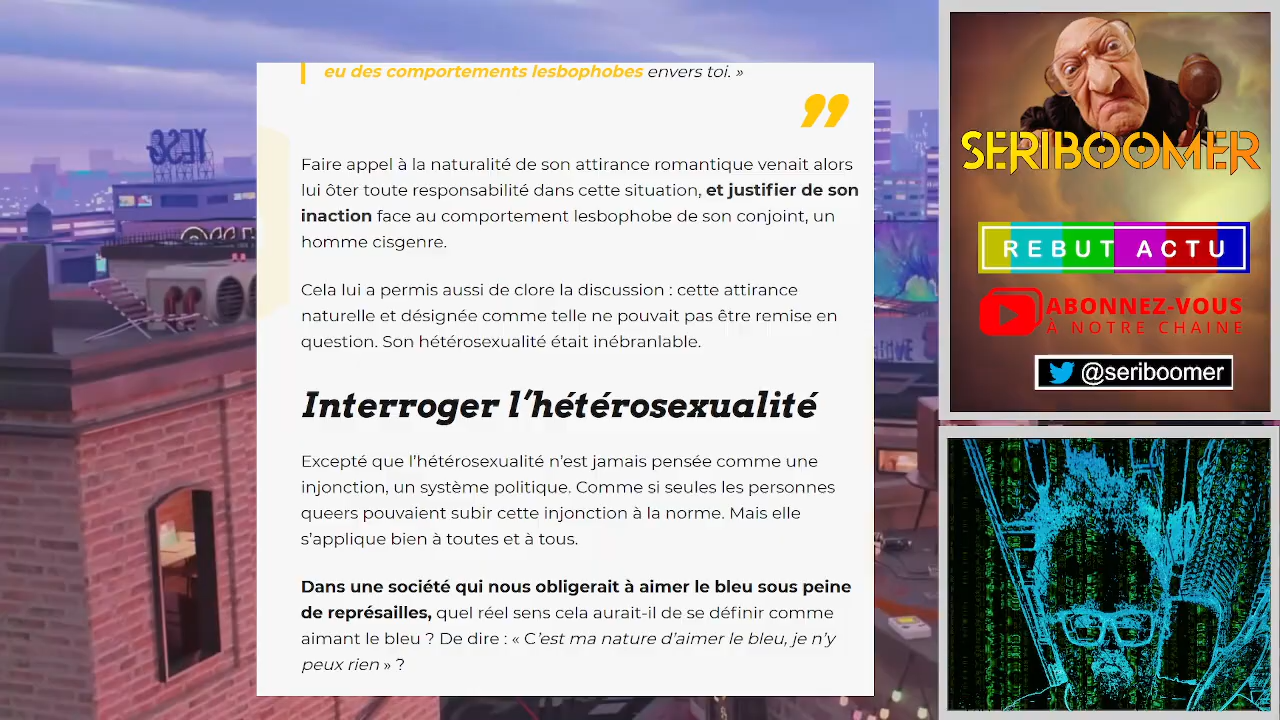 eu des comportements lesbophobes envers toi. »
”
Faire appel à la naturalité de son attirance romantique venait alors
lui ôter toute responsabilité dans cette situation, et justifier de son
inaction face au comportement lesbophobe de son conjoint, un
homme cisgenre.
Cela lui a permis aussi de clore la discussion : cette attirance
naturelle et désignée comme telle ne pouvait pas être remise en
question. Son hétérosexualité était inébranlable.
Interroger l’hétérosexualité
Excepté que l’hétérosexualité n’est jamais pensée comme une
injonction, un système politique. Comme si seules les personnes
queers pouvaient subir cette injonction à la norme. Mais elle
s’applique bien à toutes et à tous.
Dans une société qui nous obligerait à aimer le bleu sous peine
de représailles, quel réel sens cela aurait-il de se définir comme
aimant le bleu ? De dire : « C’est ma nature d’aimer le bleu, je n’y
peux rien » ?
SERIBOOMER
REBUT ACTU
ABONNEZ-VOUS
À NOTRE CHAINE
@seriboomer